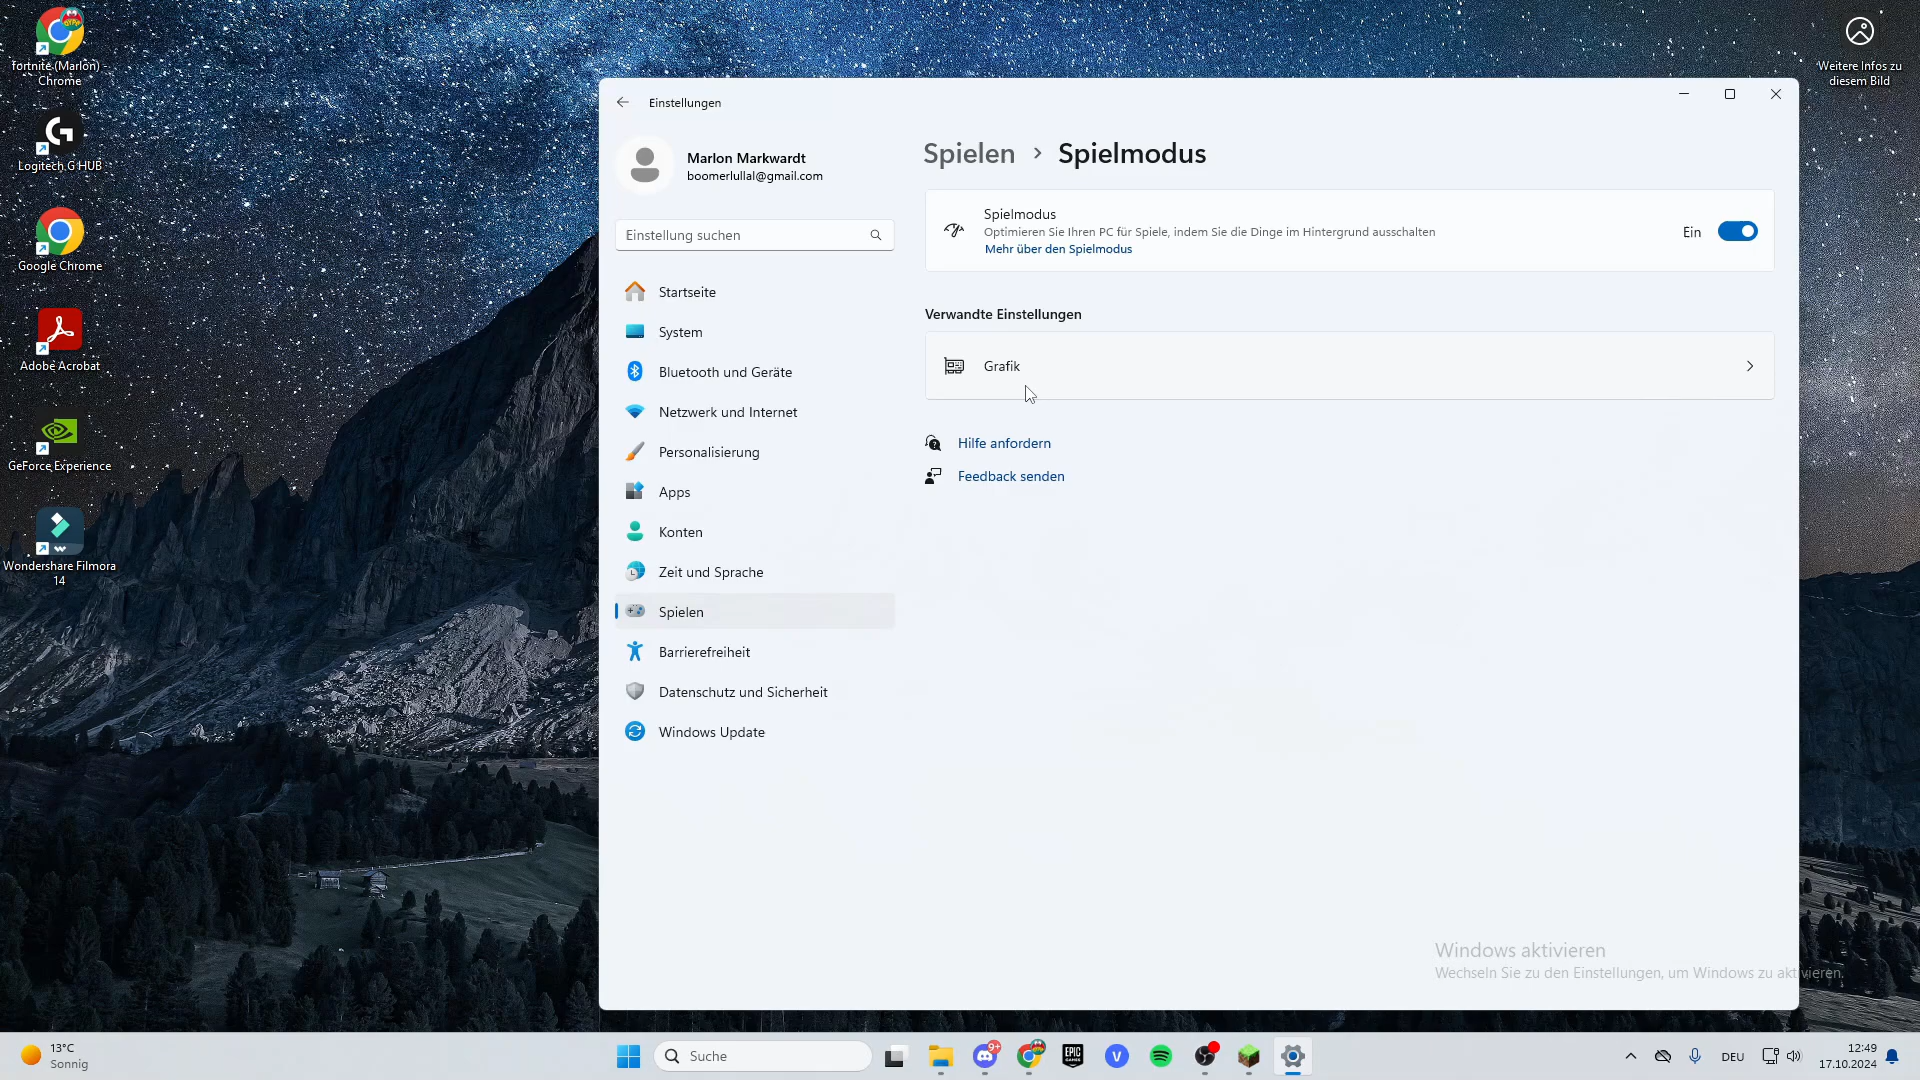 fortnite (Marlon) -
Chrome
Logitech G HUB
Google Chrome
Adobe Acrobat
GeForce Experience
Wondershare Filmora
14
Weitere Infos zu
diesem Bild
Einstellungen
Marlon Markwardt
boomerlullal@gmail.com
Einstellung suchen
Startseite
System
Bluetooth und Geräte
Netzwerk und Internet
Personalisierung
Apps
Konten
Zeit und Sprache
Spielen
Barrierefreiheit
Datenschutz und Sicherheit
Windows Update
Spielen › Spielmodus
Spielmodus
Optimieren Sie Ihren PC für Spiele, indem Sie die Dinge im Hintergrund ausschalten
Mehr über den Spielmodus
Ein
Verwandte Einstellungen
Grafik
Hilfe anfordern
Feedback senden
Windows aktivieren
Wechseln Sie zu den Einstellungen, um Windows zu aktivieren.
13°C
Sonnig
Suche
9+
EPIC
GAMES
V
DEU
12:49
17.10.2024